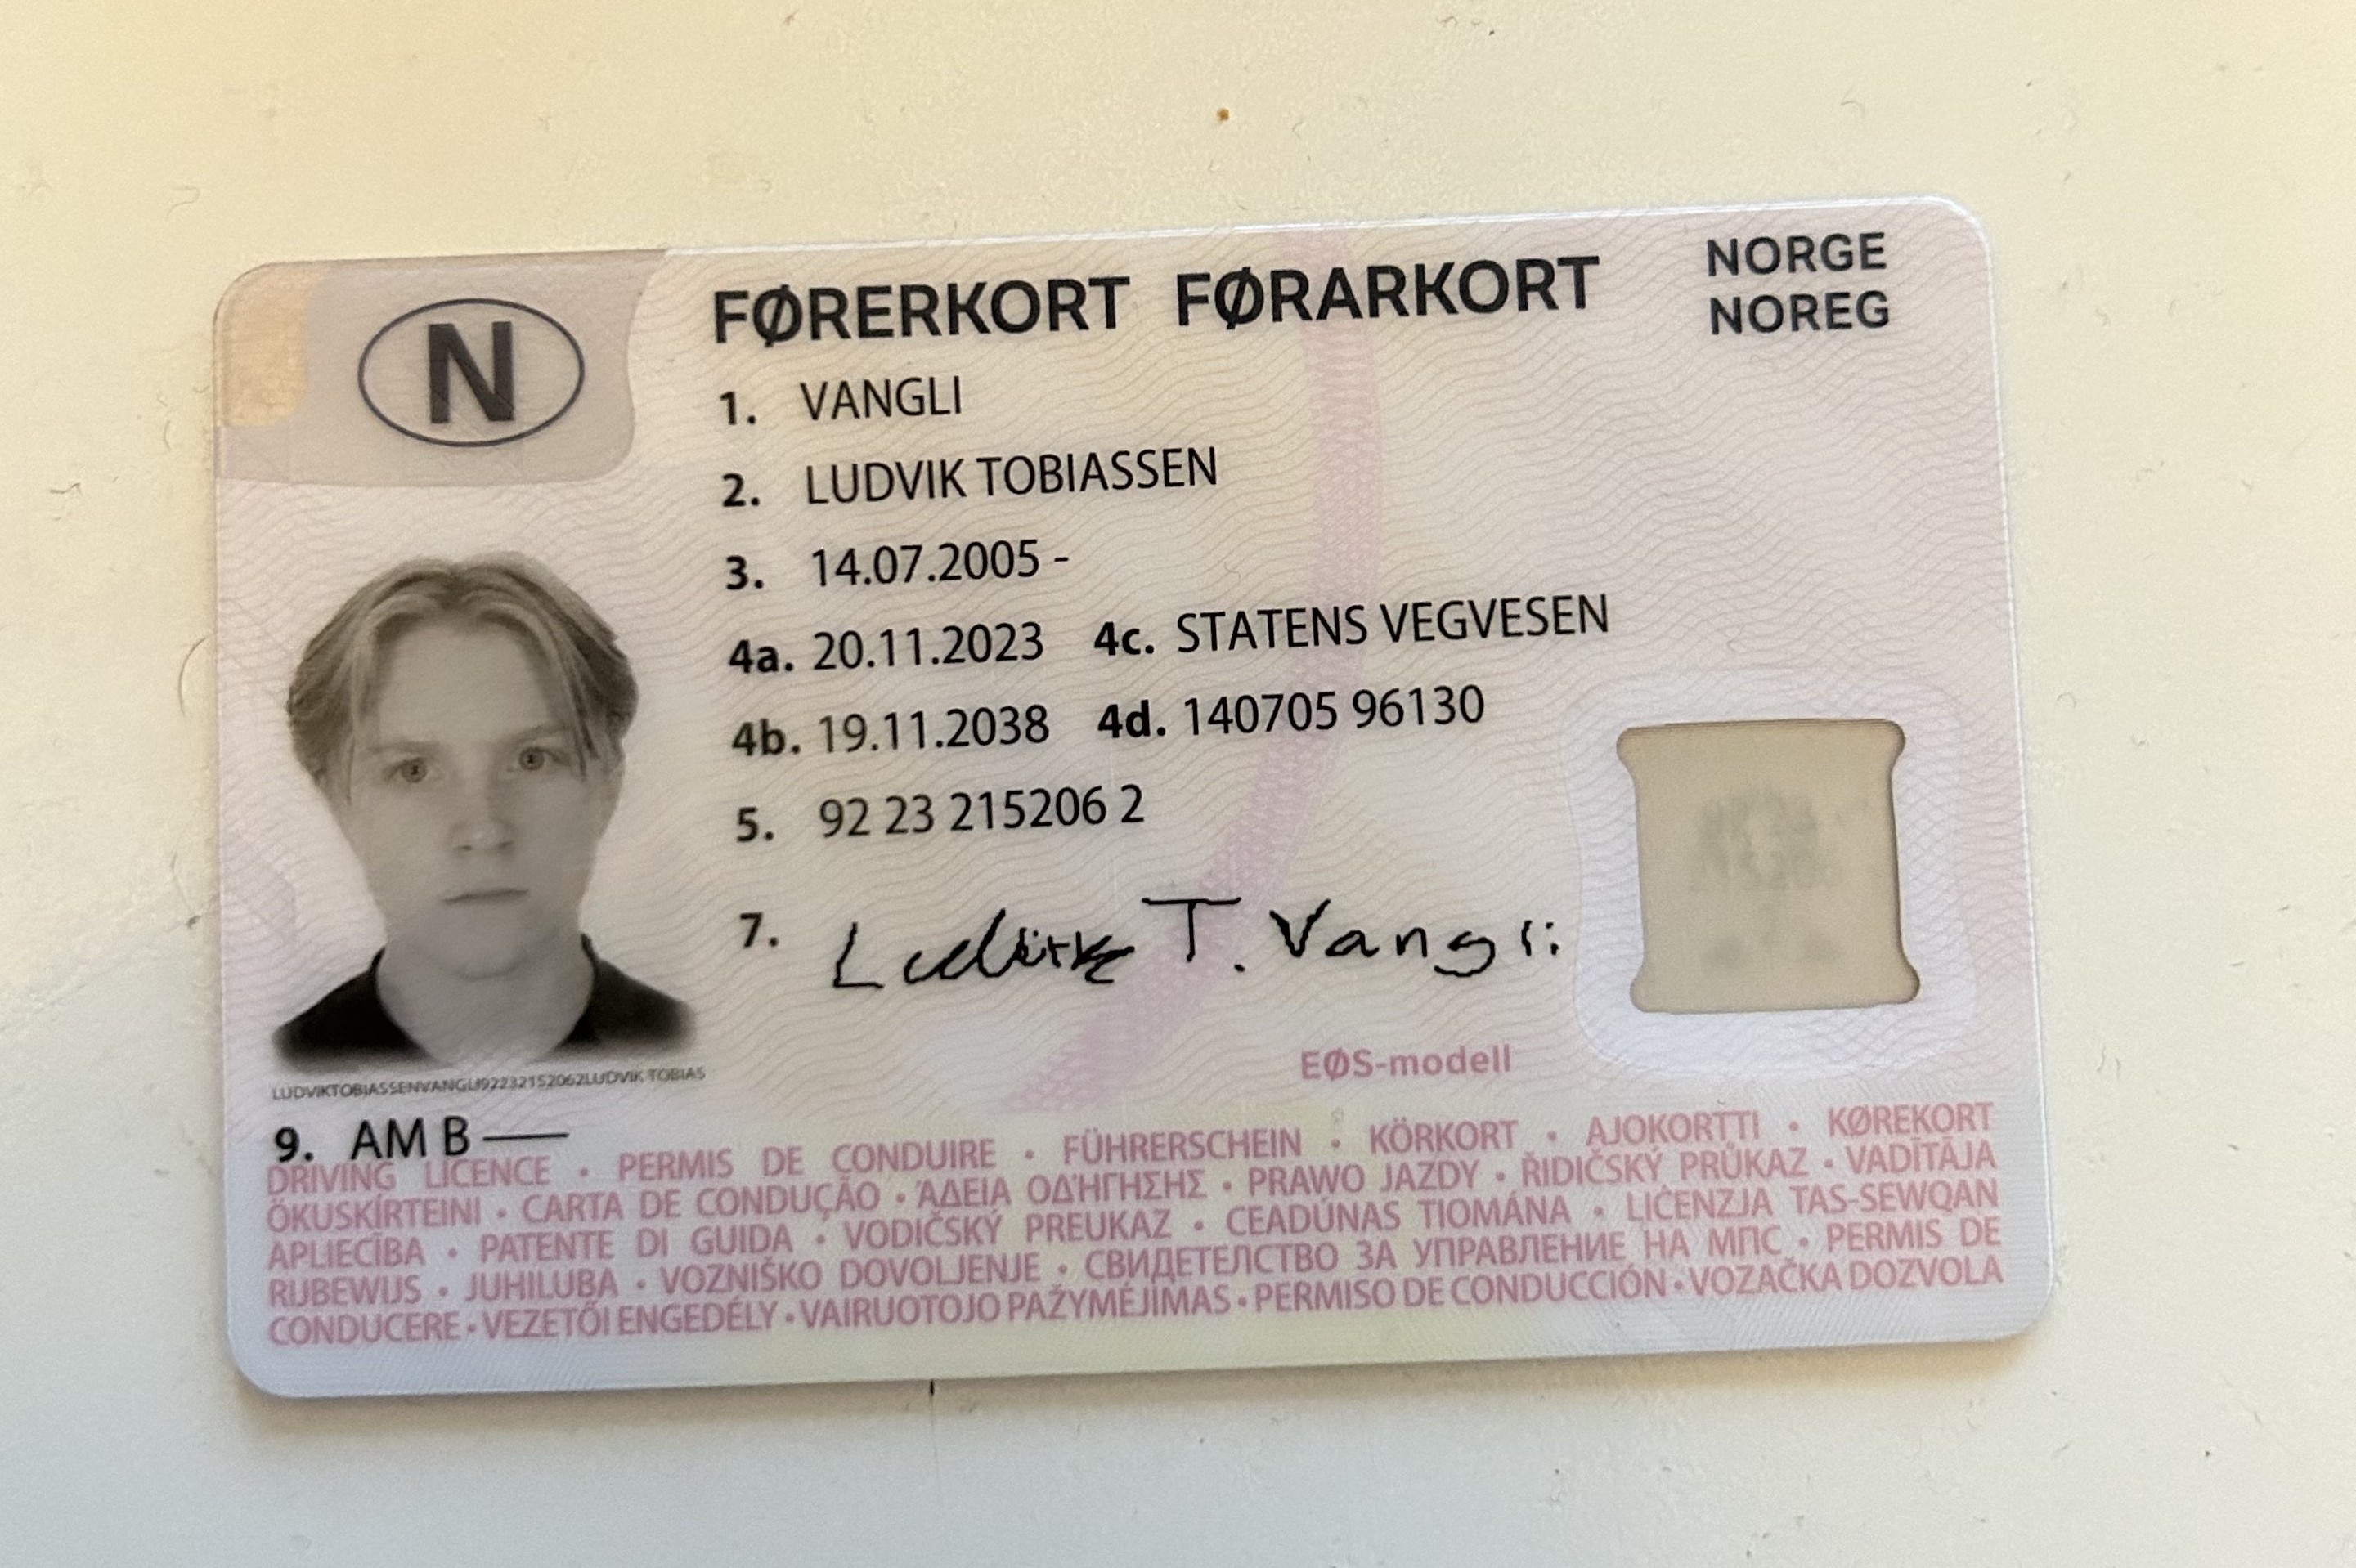 N
FØRERKORT FØRARKORT
NORGE
NOREG
1. VANGLI
2. LUDVIK TOBIASSEN
3. 14.07.2005 -
4a. 20.11.2023 4c. STATENS VEGVESEN
4b. 19.11.2038 4d. 140705 96130
5. 92 23 215206 2
7. Ludvik T. Vangli
EØS-modell
LUDVIKTOBIASSENVANGLI92232152062LUDVIK TOBIAS
9. AM B
DRIVING LICENCE • PERMIS DE CONDUIRE • FÜHRERSCHEIN • KÖRKORT • AJOKORTTI • KØREKORT
ÖKUSKÍRTEINI • CARTA DE CONDUÇÃO • ΆΔΕΙΑ ΟΔΉΓΗΣΗΣ • PRAWO JAZDY • ŘIDIČSKÝ PRŮKAZ • VADĪTĀJA
APLIECĪBA • PATENTE DI GUIDA • VODIČSKÝ PREUKAZ • CEADÚNAS TIOMÁNA • LIĊENZJA TAS-SEWQAN
RIJBEWIJS • JUHILUBA • VOZNIŠKO DOVOLJENJE • СВИДЕТЕЛСТВО ЗА УПРАВЛЕНИЕ НА МПС • PERMIS DE
CONDUCERE • VEZETŐI ENGEDÉLY • VAIRUOTOJO PAŽYMĖJIMAS • PERMISO DE CONDUCCIÓN • VOZAČKA DOZVOLA